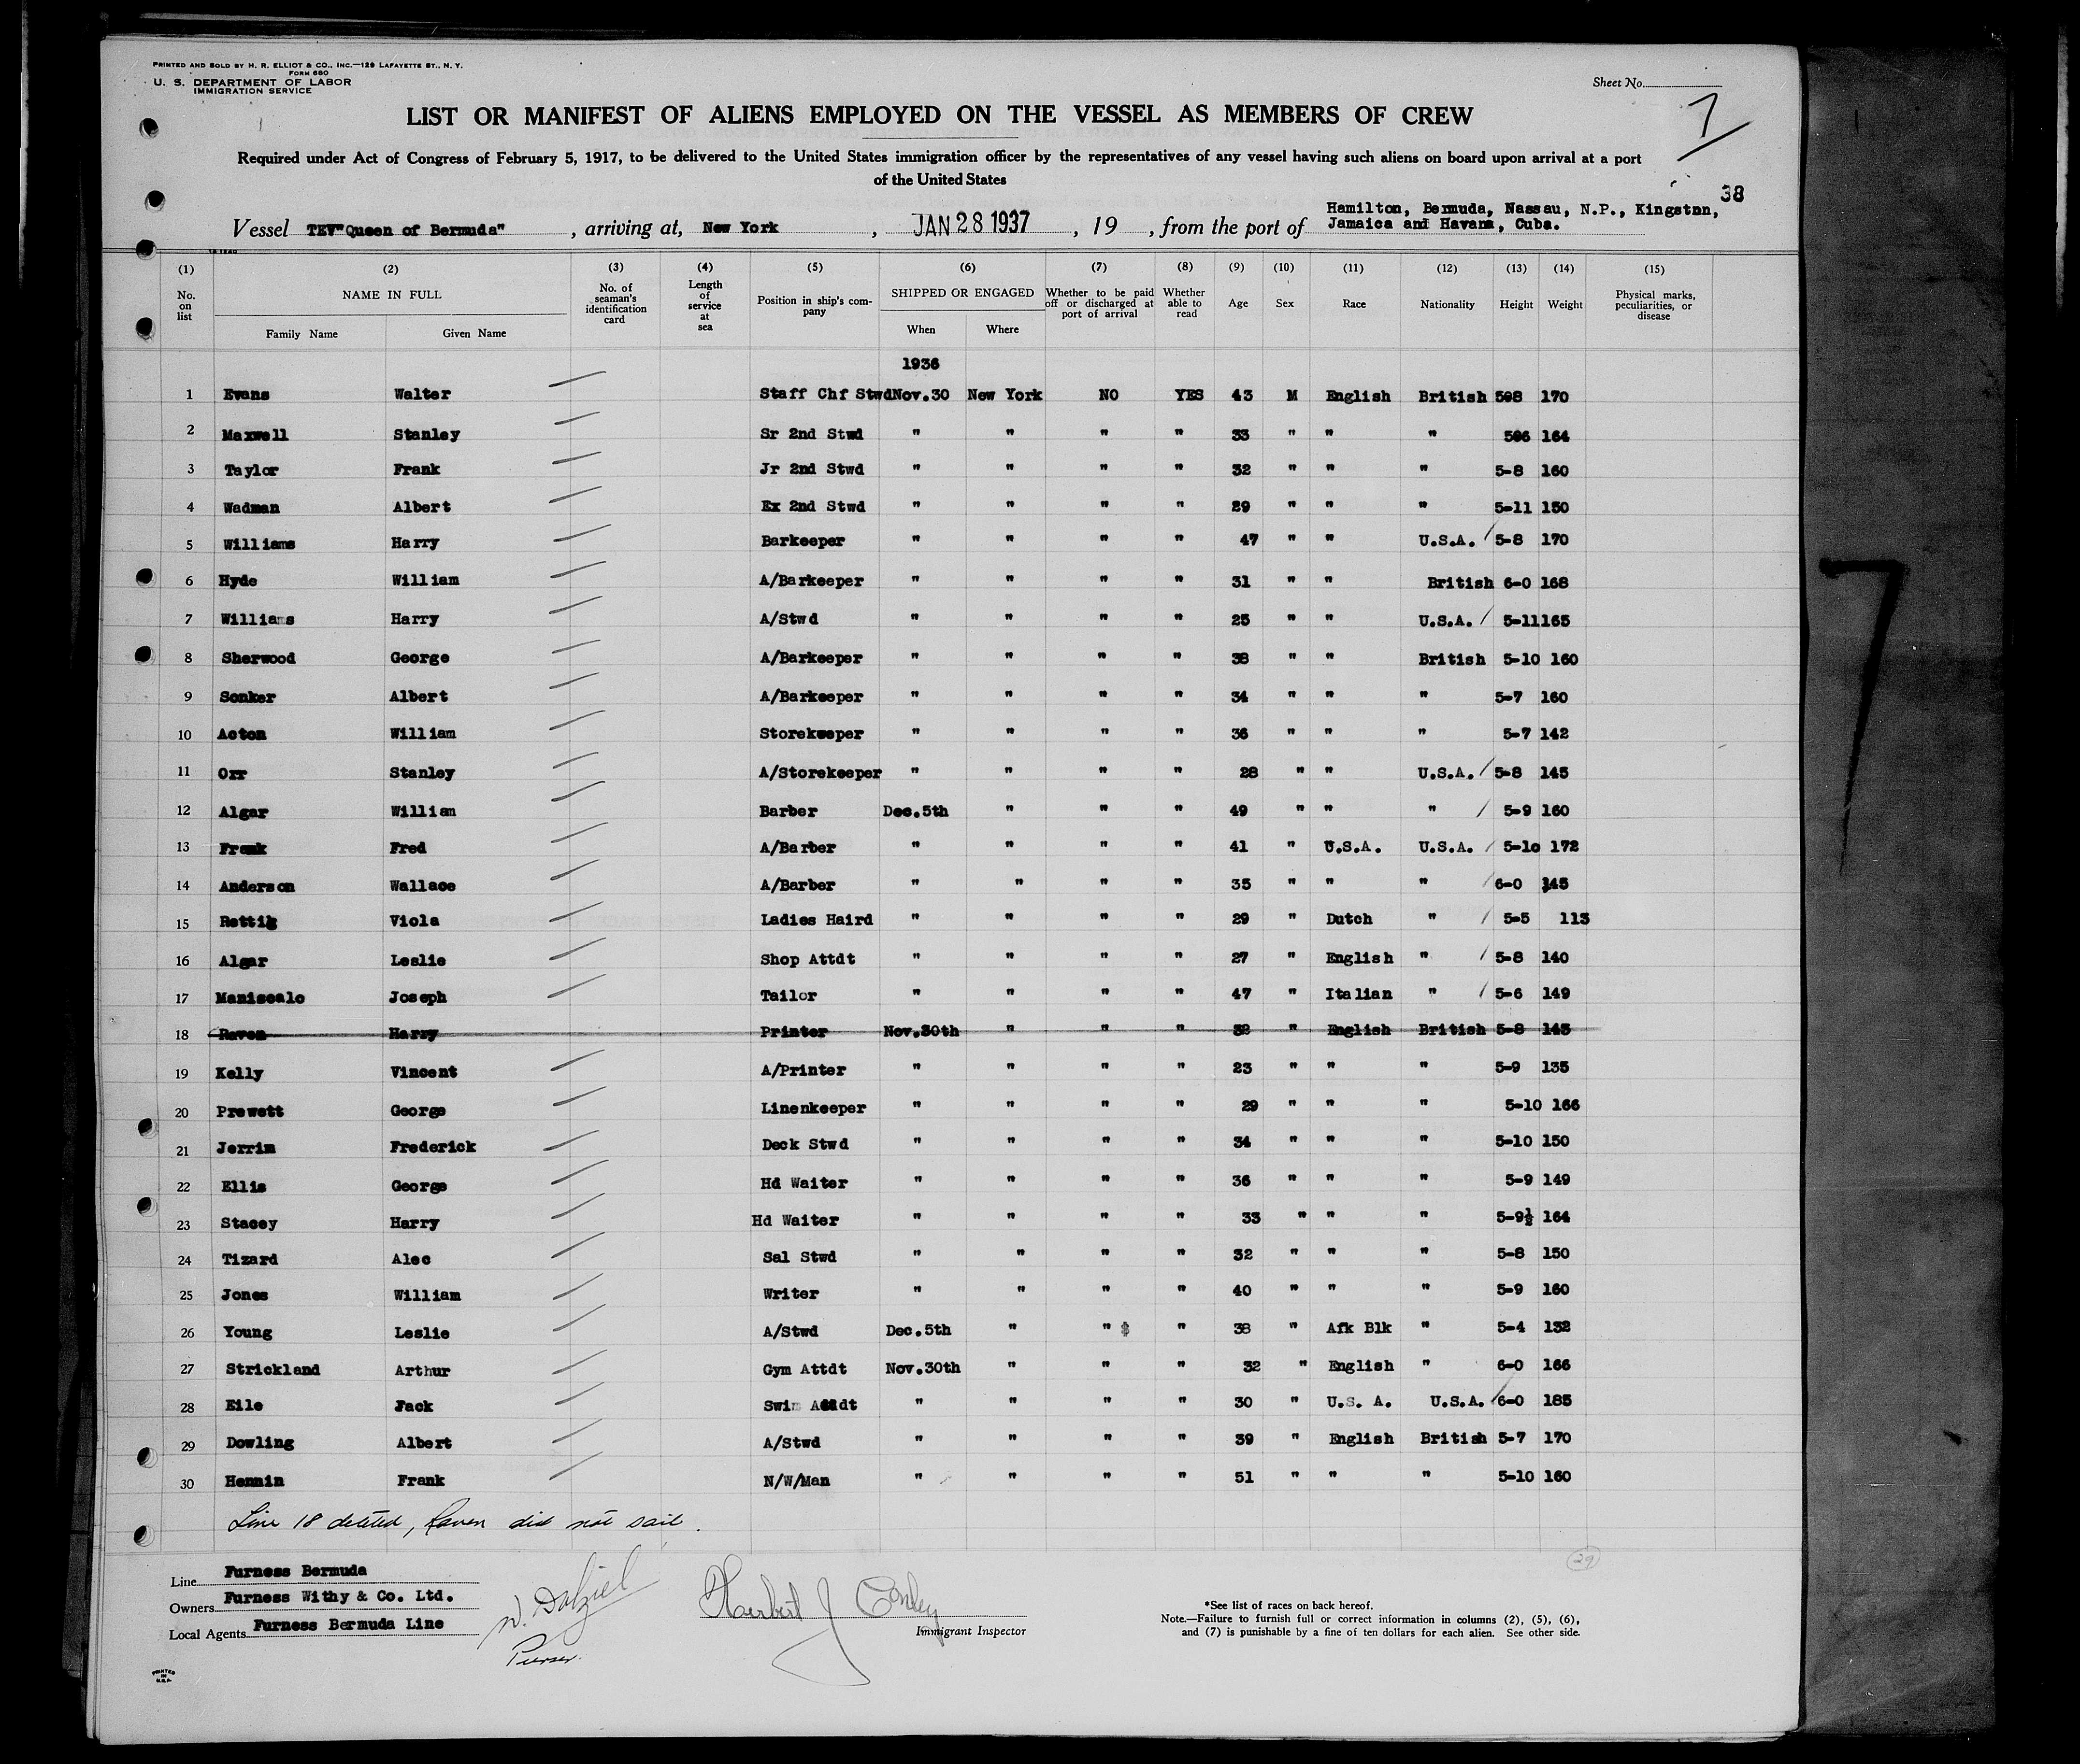 PRINTED AND SOLD BY H. R. ELLIOT & CO., INC.—129 LAFAYETTE ST., N. Y.
FORM 680
U. S. DEPARTMENT OF LABOR
IMMIGRATION SERVICE
Sheet No.
7
LIST OR MANIFEST OF ALIENS EMPLOYED ON THE VESSEL AS MEMBERS OF CREW
Required under Act of Congress of February 5, 1917, to be delivered to the United States immigration officer by the representatives of any vessel having such aliens on board upon arrival at a port
of the United States
38
Vessel TEV"Queen of Bermuda", arriving at, New York, JAN 28 1937, 19 , from the port of Hamilton, Bermuda, Nassau, N.P., Kingston,
Jamaica and Havana, Cuba.
(1) (2) (3) (4) (5) (6) (7) (8) (9) (10) (11) (12) (13) (14) (15)
No. on list NAME IN FULL Family Name Given Name No. of seaman's identification card Length of service at sea Position in ship's company SHIPPED OR ENGAGED When Where Whether to be paid off or discharged at port of arrival Whether able to read Age Sex Race Nationality Height Weight Physical marks, peculiarities, or disease
1936
1 Evans Walter Staff Chf Stwd Nov.30 New York NO YES 43 M English British 508 170
2 Maxwell Stanley Sr 2nd Stwd " " " " 33 " " " 506 164
3 Taylor Frank Jr 2nd Stwd " " " " 32 " " " 5-8 160
4 Wadman Albert Ex 2nd Stwd " " " " 29 " " " 5-11 150
5 Williams Harry Barkeeper " " " " 47 " " U.S.A. 5-8 170
6 Hyde William A/Barkeeper " " " " 31 " " British 6-0 168
7 Williams Harry A/Stwd " " " " 25 " " U.S.A. 5-11 165
8 Sherwood George A/Barkeeper " " " " 38 " " British 5-10 160
9 Sonker Albert A/Barkeeper " " " " 34 " " " 5-7 160
10 Acton William Storekeeper " " " " 36 " " " 5-7 142
11 Orr Stanley A/Storekeeper " " " " 28 " " U.S.A. 5-8 145
12 Algar William Barber Dec.5th " " " 49 " " " 5-9 160
13 Frank Fred A/Barber " " " " 41 " U.S.A. U.S.A. 5-10 172
14 Anderson Wallace A/Barber " " " " 35 " " " 6-0 145
15 Rettig Viola Ladies Haird " " " " 29 " Dutch " 5-5 113
16 Algar Leslie Shop Attdt " " " " 27 " English " 5-8 140
17 Maniscalo Joseph Tailor " " " " 47 " Italian " 5-6 149
18 Raven Harry Printer Nov.30th " " " 32 " English British 5-8 145
19 Kelly Vincent A/Printer " " " " 23 " " " 5-9 135
20 Prewett George Linenkeeper " " " " 29 " " " 5-10 166
21 Jerrim Frederick Deck Stwd " " " " 34 " " " 5-10 150
22 Ellis George Hd Waiter " " " " 36 " " " 5-9 149
23 Stacey Harry Hd Waiter " " " " 33 " " " 5-9½ 164
24 Tizard Alec Sal Stwd " " " " 32 " " " 5-8 150
25 Jones William Writer " " " " 40 " " " 5-9 160
26 Young Leslie A/Stwd Dec.5th " " " 38 " Afk Blk " 5-4 132
27 Strickland Arthur Gym Attdt Nov.30th " " " 32 " English " 6-0 166
28 Eile Jack Swim Attdt " " " " 30 " U.S. A. U.S.A. 6-0 185
29 Dowling Albert A/Stwd " " " " 39 " English British 5-7 170
30 Hennin Frank N/W/Man " " " " 51 " " " 5-10 160
Line 18 deleted, Raven did not sail.
29
Line Furness Bermuda
Owners Furness Withy & Co. Ltd.
Local Agents Furness Bermuda Line
W. Dalziel
Purser.
Herbert J Conley
Immigrant Inspector
*See list of races on back hereof.
Note.—Failure to furnish full or correct information in columns (2), (5), (6),
and (7) is punishable by a fine of ten dollars for each alien. See other side.
PRINTED
IN
U.S.A.
7